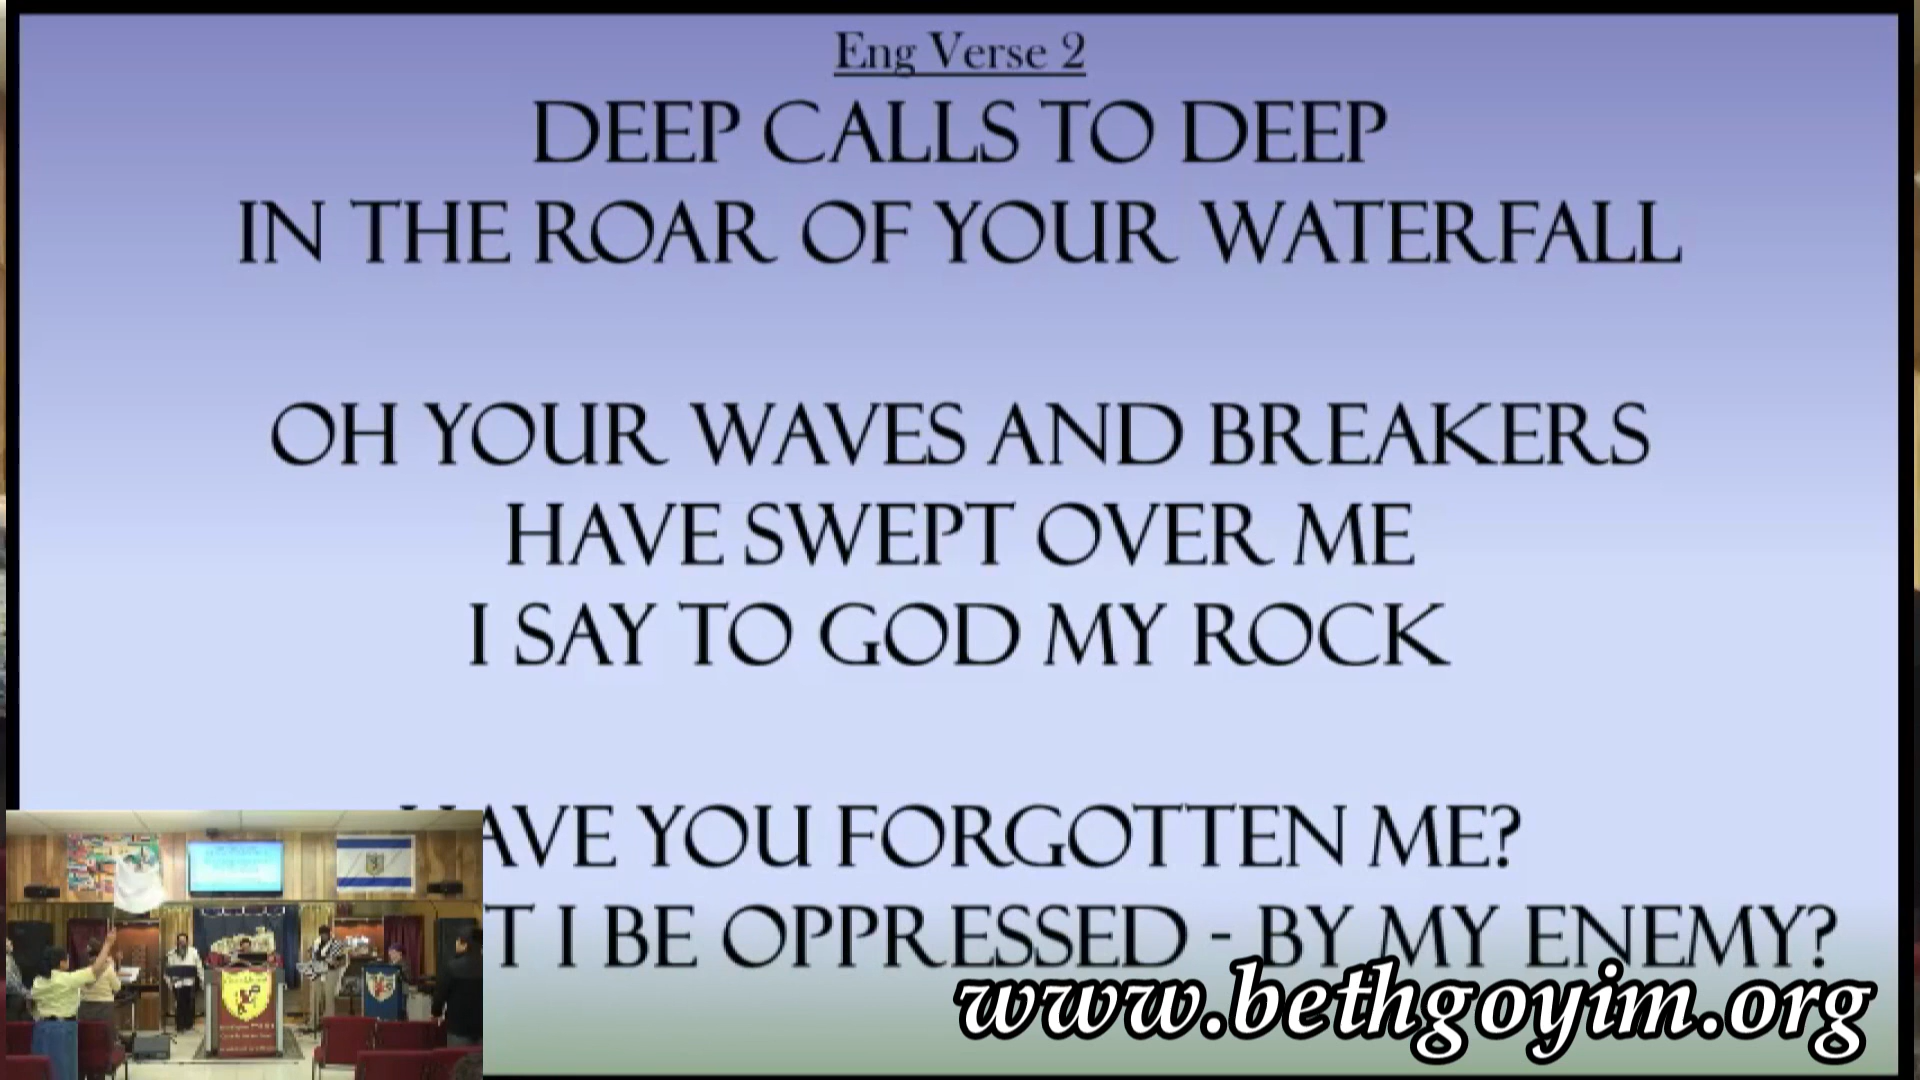 Eng Verse 2
DEEP CALLS TO DEEP
IN THE ROAR OF YOUR WATERFALL
OH YOUR WAVES AND BREAKERS
HAVE SWEPT OVER ME
I SAY TO GOD MY ROCK
YOU FORGOTTEN ME?
I BE OPPRESSED - BY MY ENEMY?
www.bethgoyim.org